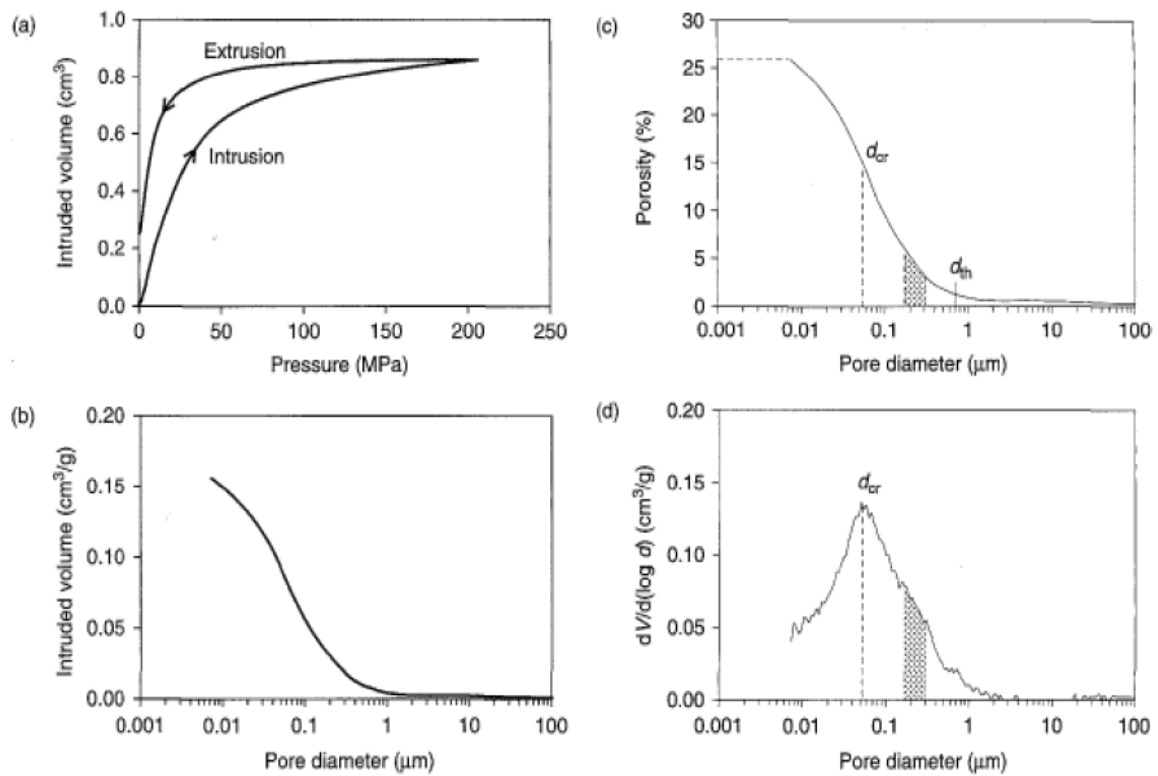 (a)
Intruded volume (cm³)
1.0
0.8
0.6
0.4
0.2
0.0
Extrusion
Intrusion
0 50 100 150 200 250
Pressure (MPa)
(c)
Porosity (%)
30
25
20
15
10
5
0
d_cr
d_th
0.001 0.01 0.1 1 10 100
Pore diameter (μm)
(b)
Intruded volume (cm³/g)
0.20
0.15
0.10
0.05
0.00
0.001 0.01 0.1 1 10 100
Pore diameter (μm)
(d)
dV/d(log d) (cm³/g)
0.20
0.15
0.10
0.05
0.00
d_cr
0.001 0.01 0.1 1 10 100
Pore diameter (μm)